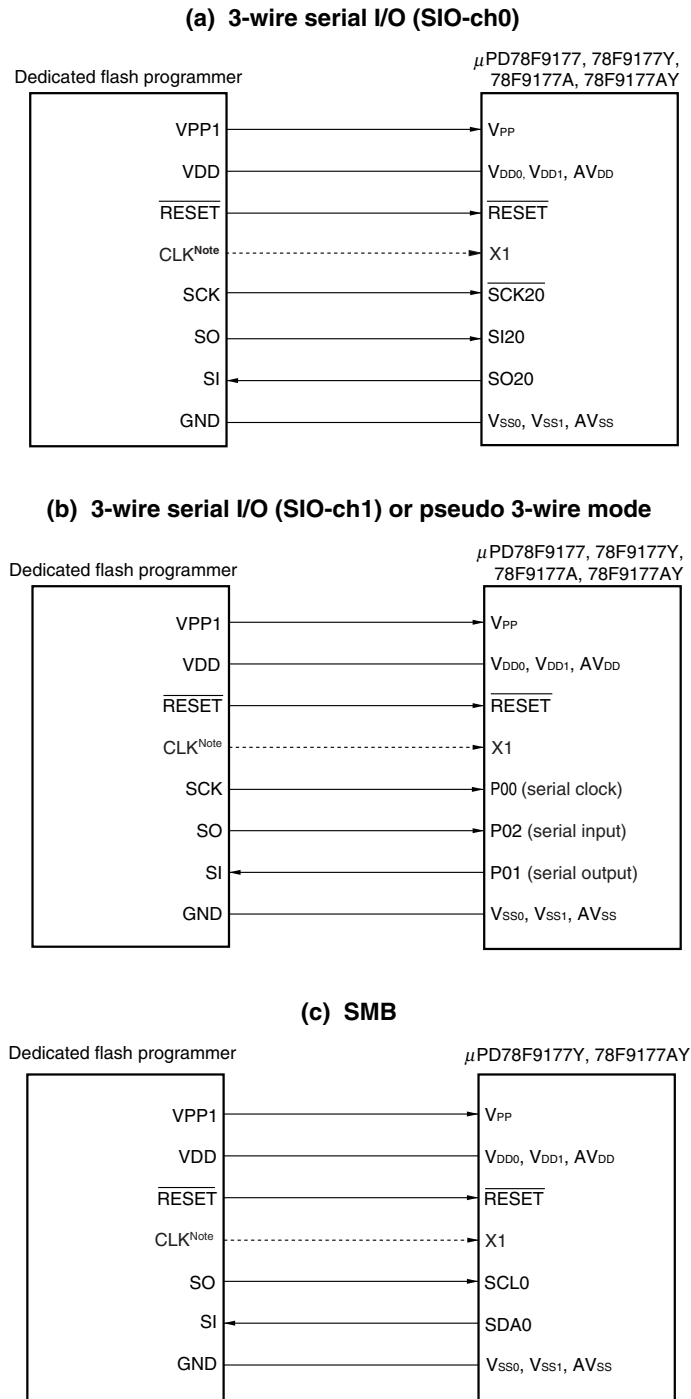 (a) 3-wire serial I/O (SIO-ch0)
Dedicated flash programmer
μPD78F9177, 78F9177Y,
78F9177A, 78F9177AY
VPP1 VPP
VDD VDD0, VDD1, AVDD
RESET RESET
CLKNote X1
SCK SCK20
SO SI20
SI SO20
GND VSS0, VSS1, AVSS
(b) 3-wire serial I/O (SIO-ch1) or pseudo 3-wire mode
Dedicated flash programmer
μPD78F9177, 78F9177Y,
78F9177A, 78F9177AY
VPP1 VPP
VDD VDD0, VDD1, AVDD
RESET RESET
CLKNote X1
SCK P00 (serial clock)
SO P02 (serial input)
SI P01 (serial output)
GND VSS0, VSS1, AVSS
(c) SMB
Dedicated flash programmer
μPD78F9177Y, 78F9177AY
VPP1 VPP
VDD VDD0, VDD1, AVDD
RESET RESET
CLKNote X1
SO SCL0
SI SDA0
GND VSS0, VSS1, AVSS